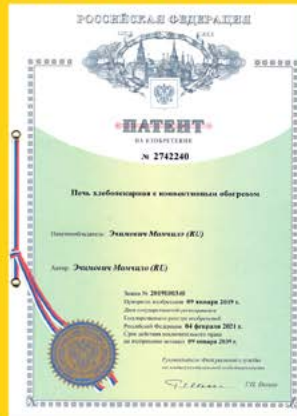 РОССИЙСКАЯ ФЕДЕРАЦИЯ
ПАТЕНТ
НА ИЗОБРЕТЕНИЕ
№ 2742240
Печь хлебопекарная с конвективным обогревом
Патентообладатель: Эчимович Момчило (RU)
Автор: Эчимович Момчило (RU)
Заявка № 2019100340
Приоритет изобретения 09 января 2019 г.
Дата государственной регистрации в
Государственном реестре изобретений
Российской Федерации 04 февраля 2021 г.
Срок действия исключительного права
на изобретение истекает 09 января 2039 г.
Руководитель Федеральной службы
по интеллектуальной собственности
Г.П. Ивлиев